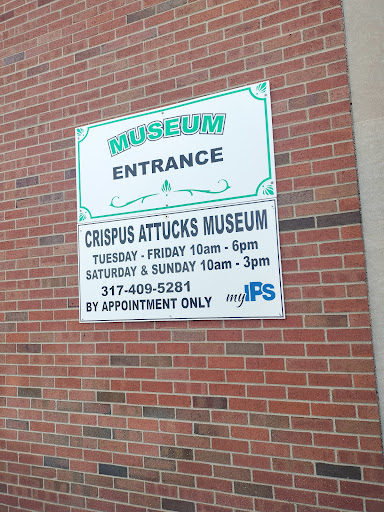 MUSEUM
ENTRANCE
CRISPUS ATTUCKS MUSEUM
TUESDAY - FRIDAY 10am - 6pm
SATURDAY & SUNDAY 10am - 3pm
317-409-5281
BY APPOINTMENT ONLY
myIPS